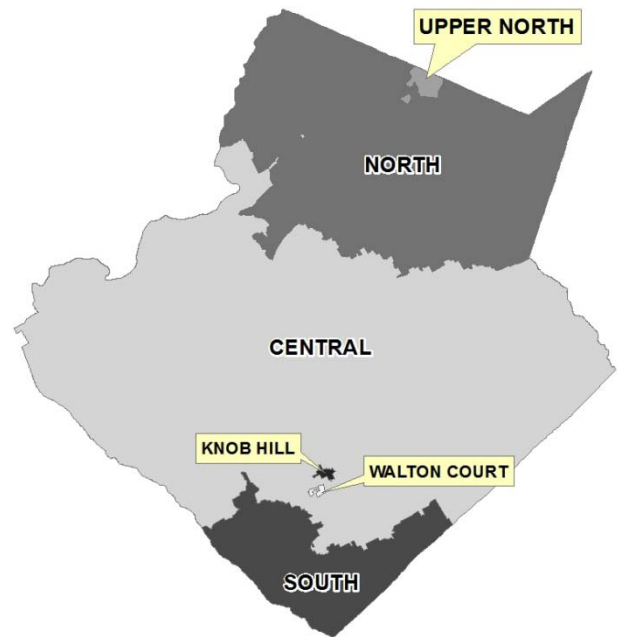 UPPER NORTH
NORTH
CENTRAL
KNOB HILL
WALTON COURT
SOUTH